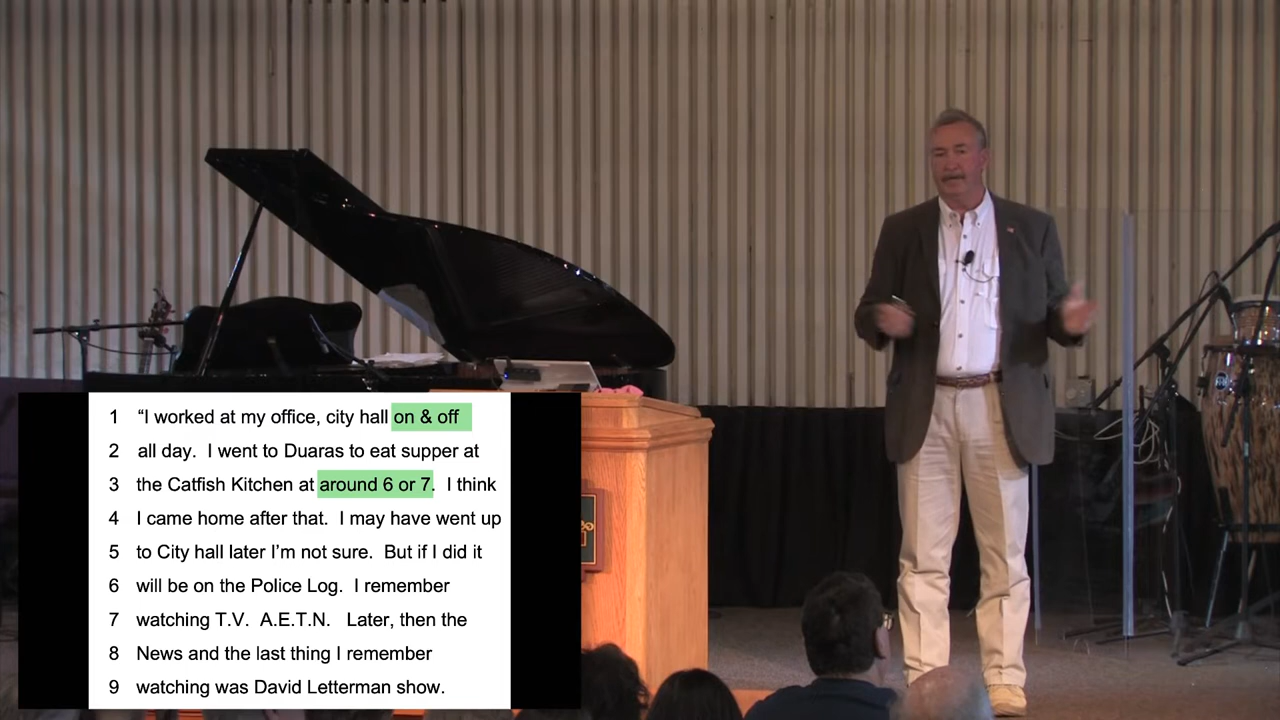 1 “I worked at my office, city hall on & off
2 all day. I went to Duaras to eat supper at
3 the Catfish Kitchen at around 6 or 7. I think
4 I came home after that. I may have went up
5 to City hall later I’m not sure. But if I did it
6 will be on the Police Log. I remember
7 watching T.V. A.E.T.N. Later, then the
8 News and the last thing I remember
9 watching was David Letterman show.